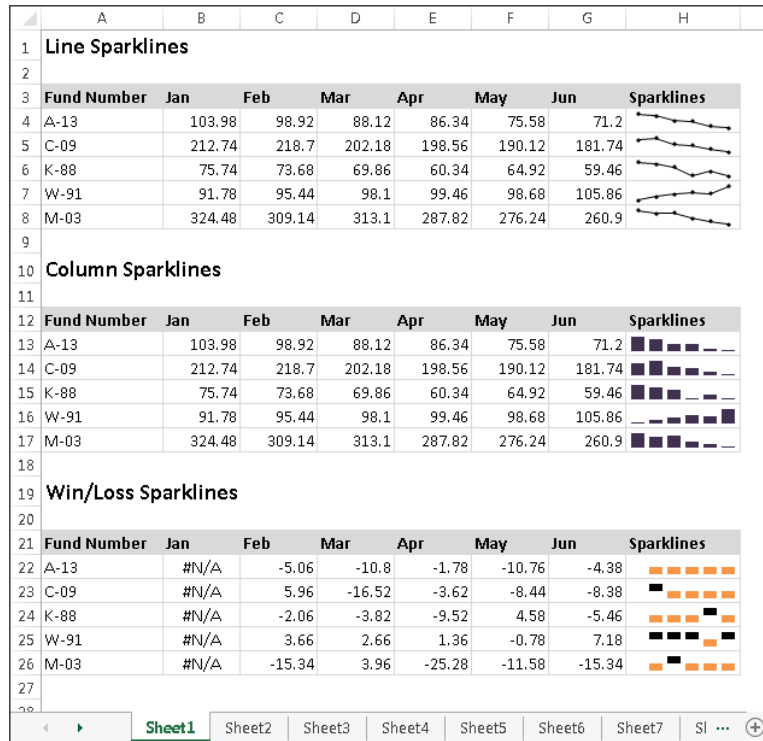 A B C D E F G H
1 Line Sparklines
2
3 Fund Number Jan Feb Mar Apr May Jun Sparklines
4 A-13 103.98 98.92 88.12 86.34 75.58 71.2
5 C-09 212.74 218.7 202.18 198.56 190.12 181.74
6 K-88 75.74 73.68 69.86 60.34 64.92 59.46
7 W-91 91.78 95.44 98.1 99.46 98.68 105.86
8 M-03 324.48 309.14 313.1 287.82 276.24 260.9
9
10 Column Sparklines
11
12 Fund Number Jan Feb Mar Apr May Jun Sparklines
13 A-13 103.98 98.92 88.12 86.34 75.58 71.2
14 C-09 212.74 218.7 202.18 198.56 190.12 181.74
15 K-88 75.74 73.68 69.86 60.34 64.92 59.46
16 W-91 91.78 95.44 98.1 99.46 98.68 105.86
17 M-03 324.48 309.14 313.1 287.82 276.24 260.9
18
19 Win/Loss Sparklines
20
21 Fund Number Jan Feb Mar Apr May Jun Sparklines
22 A-13 #N/A -5.06 -10.8 -1.78 -10.76 -4.38
23 C-09 #N/A 5.96 -16.52 -3.62 -8.44 -8.38
24 K-88 #N/A -2.06 -3.82 -9.52 4.58 -5.46
25 W-91 #N/A 3.66 2.66 1.36 -0.78 7.18
26 M-03 #N/A -15.34 3.96 -25.28 -11.58 -15.34
27
28
Sheet1 Sheet2 Sheet3 Sheet4 Sheet5 Sheet6 Sheet7 Sl ...